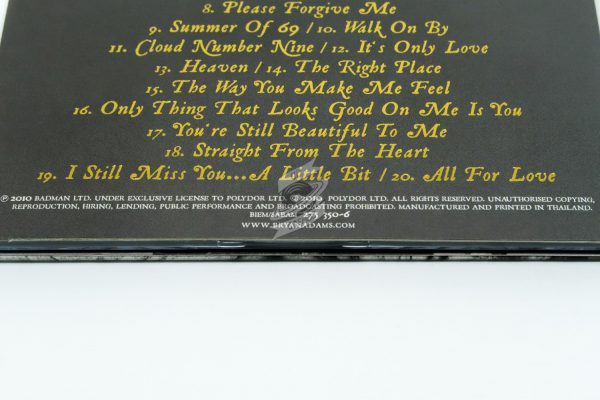 8. Please Forgive Me
9. Summer Of 69 / 10. Walk On By
11. Cloud Number Nine / 12. It's Only Love
13. Heaven / 14. The Right Place
15. The Way You Make Me Feel
16. Only Thing That Looks Good On Me Is You
17. You're Still Beautiful To Me
18. Straight From The Heart
19. I Still Miss You...A Little Bit / 20. All For Love
℗ 2010 BADMAN LTD. UNDER EXCLUSIVE LICENSE TO POLYDOR LTD. ©2010 POLYDOR LTD. ALL RIGHTS RESERVED. UNAUTHORISED COPYING,
REPRODUCTION, HIRING, LENDING, PUBLIC PERFORMANCE AND BROADCASTING PROHIBITED. MANUFACTURED AND PRINTED IN THAILAND.
BIEM/SABAM 275 350-6
WWW.BRYANADAMS.COM